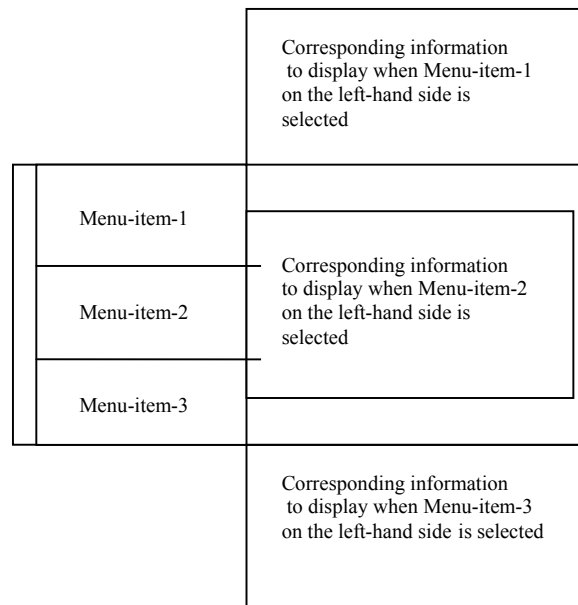 Corresponding information
to display when Menu-item-1
on the left-hand side is
selected
Menu-item-1
Menu-item-2
Menu-item-3
Corresponding information
to display when Menu-item-2
on the left-hand side is
selected
Corresponding information
to display when Menu-item-3
on the left-hand side is selected